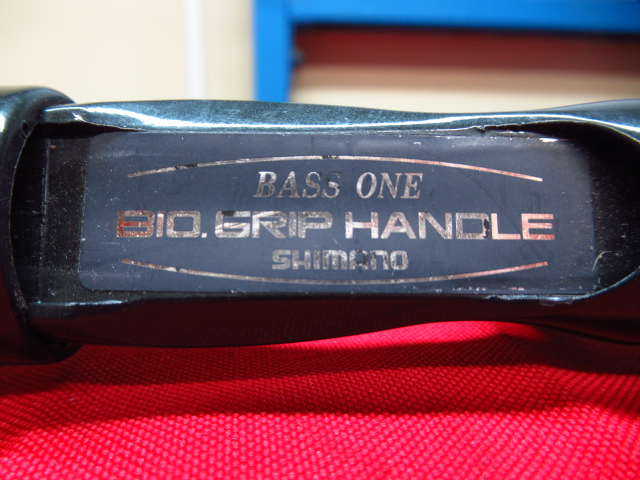 BASS ONE
BIO. GRIP HANDLE
SHIMANO